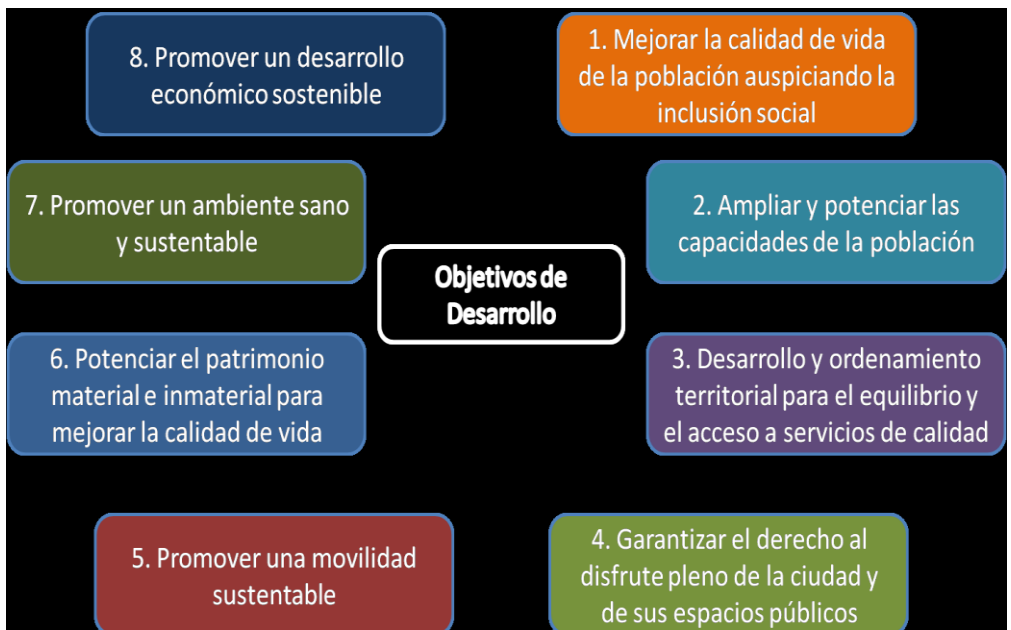 8. Promover un desarrollo
económico sostenible
1. Mejorar la calidad de vida
de la población auspiciando la
inclusión social
7. Promover un ambiente sano
y sustentable
2. Ampliar y potenciar las
capacidades de la población
Objetivos de
Desarrollo
6. Potenciar el patrimonio
material e inmaterial para
mejorar la calidad de vida
3. Desarrollo y ordenamiento
territorial para el equilibrio y
el acceso a servicios de calidad
5. Promover una movilidad
sustentable
4. Garantizar el derecho al
disfrute pleno de la ciudad y
de sus espacios públicos